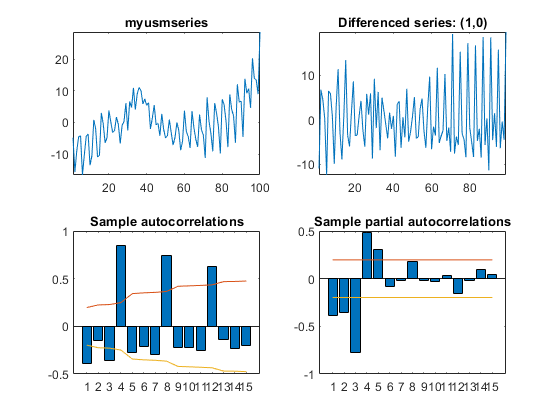 myusmseries
20
10
0
-10
20 40 60 80 100
Differenced series: (1,0)
10
0
-10
20 40 60 80
Sample autocorrelations
1
0.5
0
-0.5
1 2 3 4 5 6 7 8 9 10 11 12 13 14 15
Sample partial autocorrelations
0.5
0
-0.5
-1
1 2 3 4 5 6 7 8 9 10 11 12 13 14 15